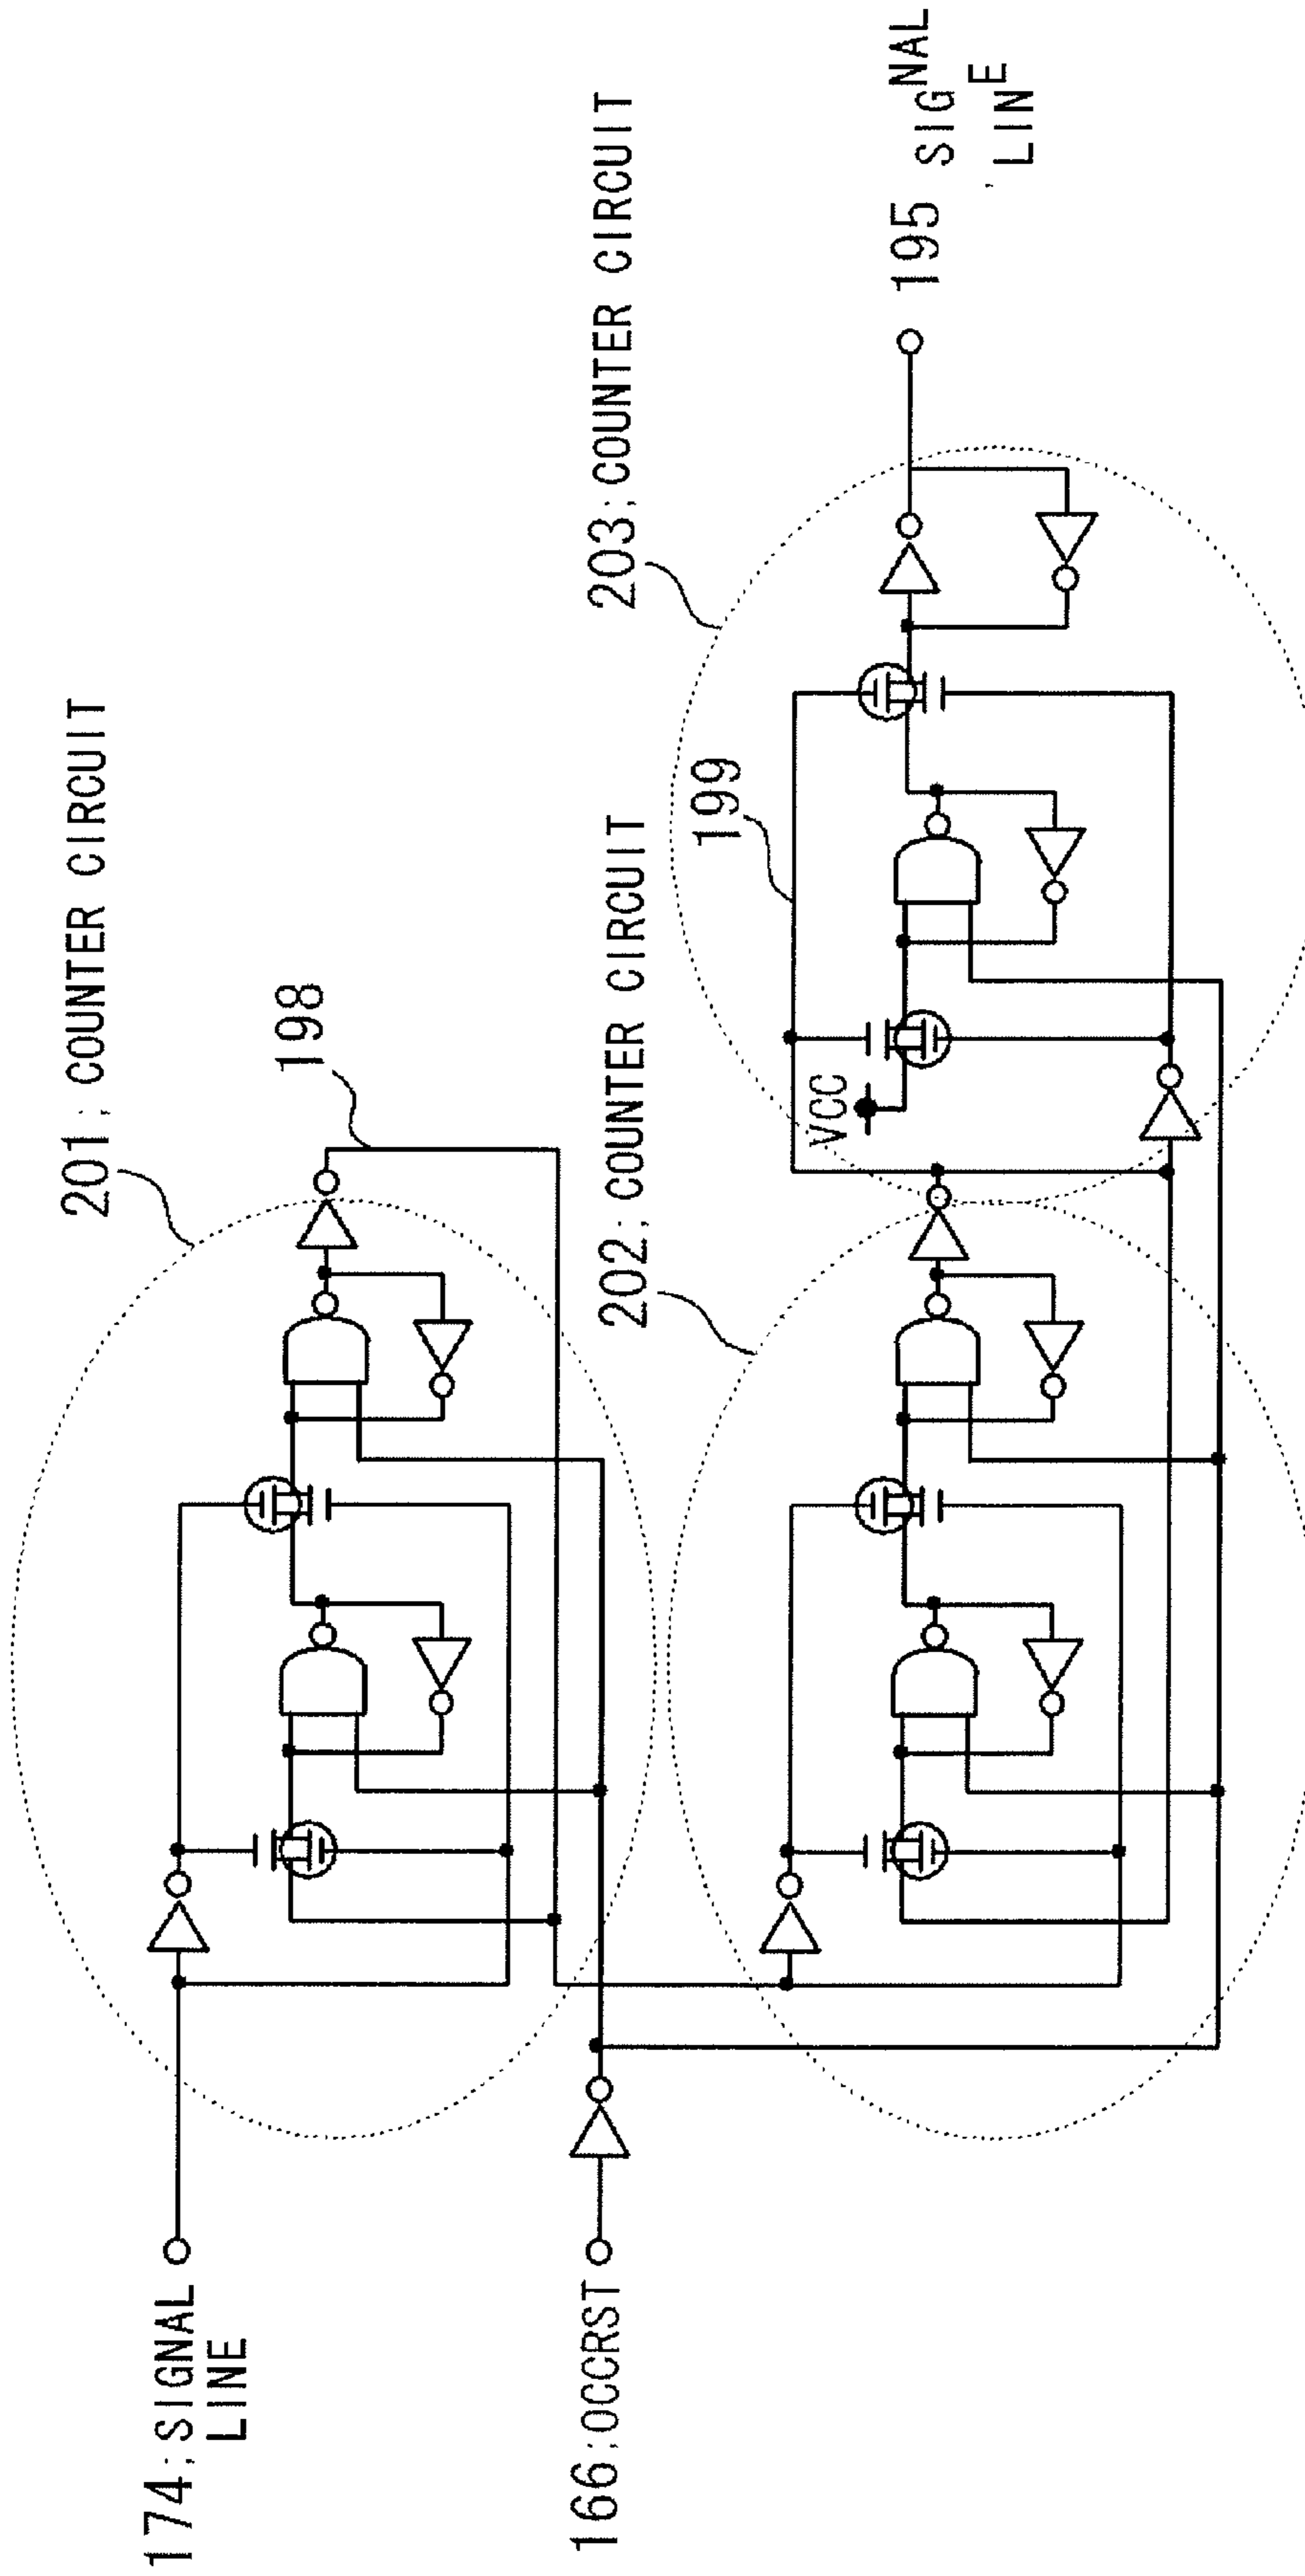 174;SIGNAL
LINE
201;COUNTER CIRCUIT
198
166;OCCRST
202;COUNTER CIRCUIT
VCC
199
203;COUNTER CIRCUIT
195 SIGNAL
LINE